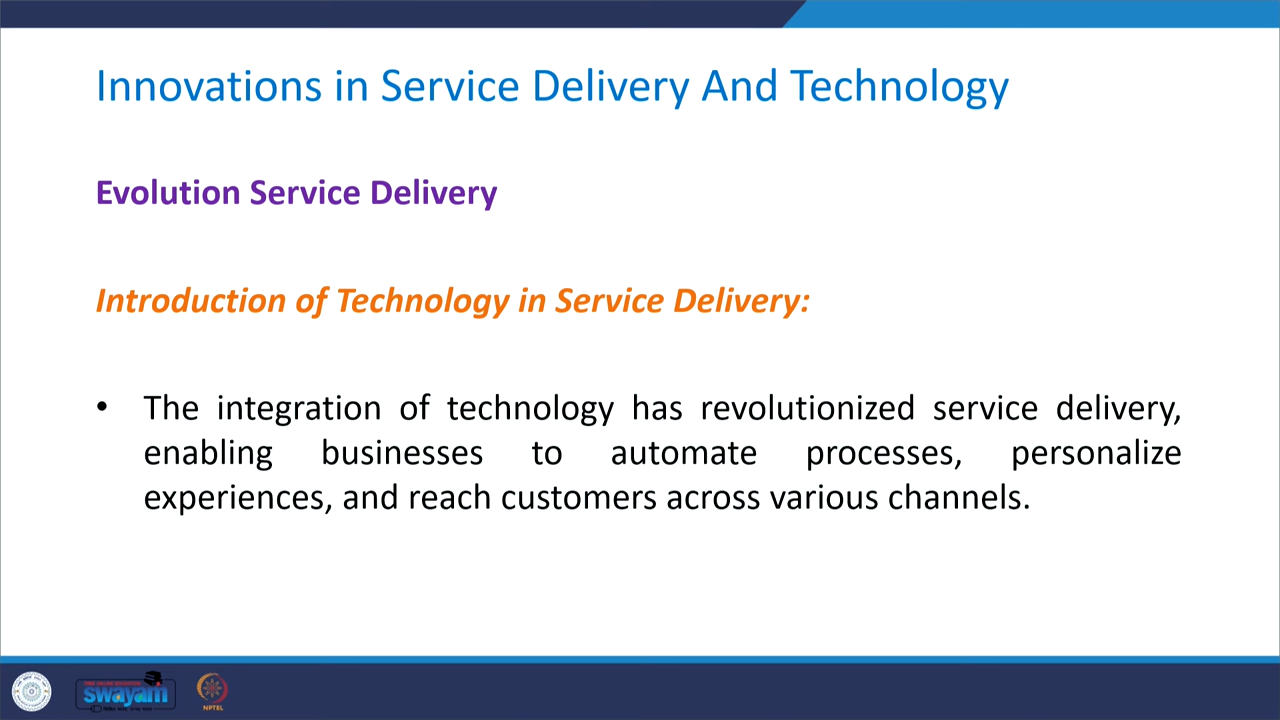 Innovations in Service Delivery And Technology
Evolution Service Delivery
Introduction of Technology in Service Delivery:
• The integration of technology has revolutionized service delivery,
enabling businesses to automate processes, personalize
experiences, and reach customers across various channels.
swayam
NPTEL